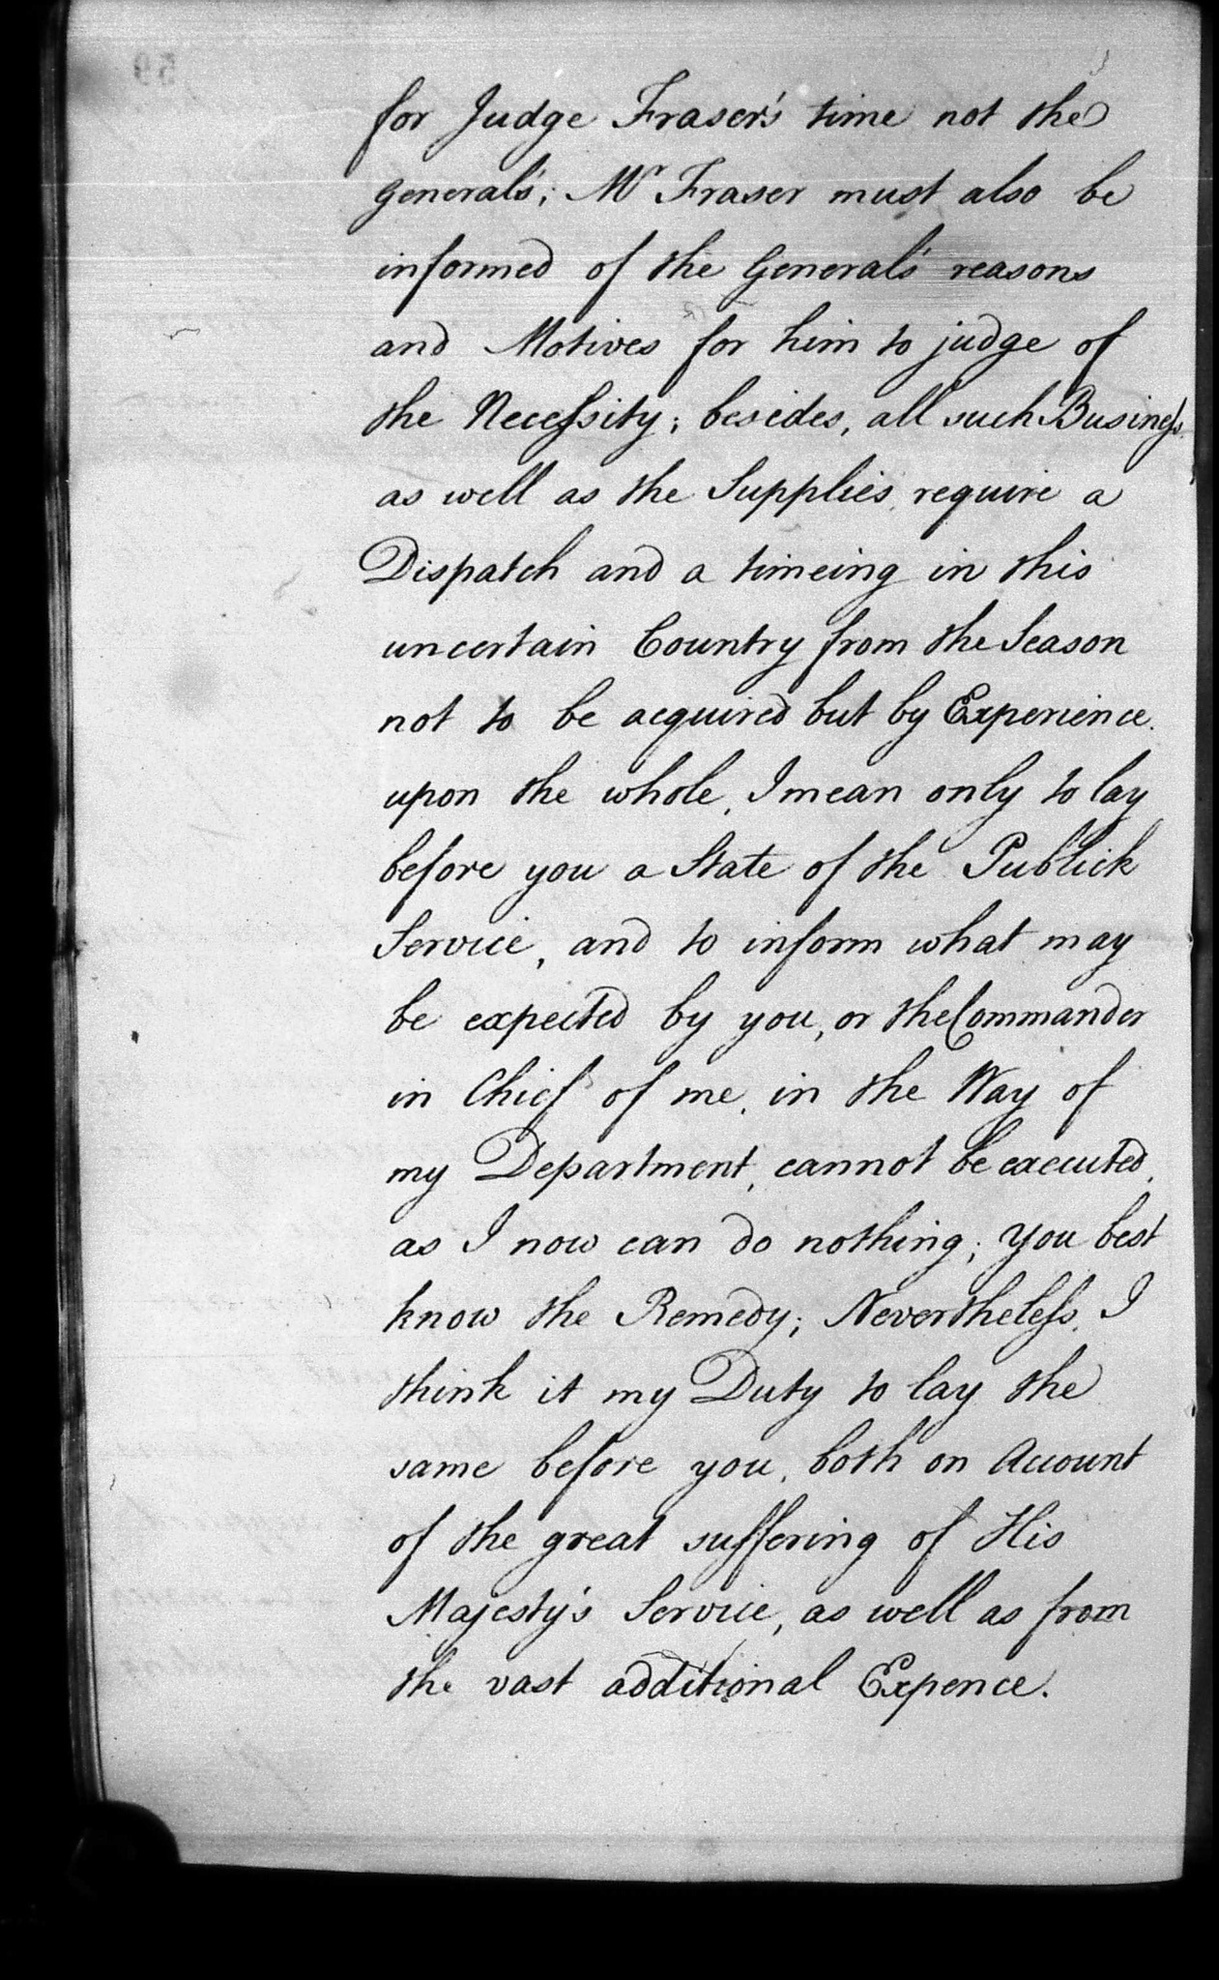 for Judge Fraser's time not the
General's; Mr Fraser must also be
informed of the General's reasons
and Motives for him to judge of
the Necessity; besides, all such Business
as well as the Supplies, require a
Dispatch and a timeing in this
uncertain Country from the Season
not to be acquired but by Experience.
upon the whole, I mean only to lay
before you a State of the Publick
Service, and to inform what may
be expected by you, or the Commander
in Chief of me, in the Way of
my Department, cannot be executed,
as I now can do nothing; you best
know the Remedy; Nevertheless, I
think it my Duty to lay the
same before you, both on Account
of the great suffering of His
Majesty's Service, as well as from
the vast additional Expence.